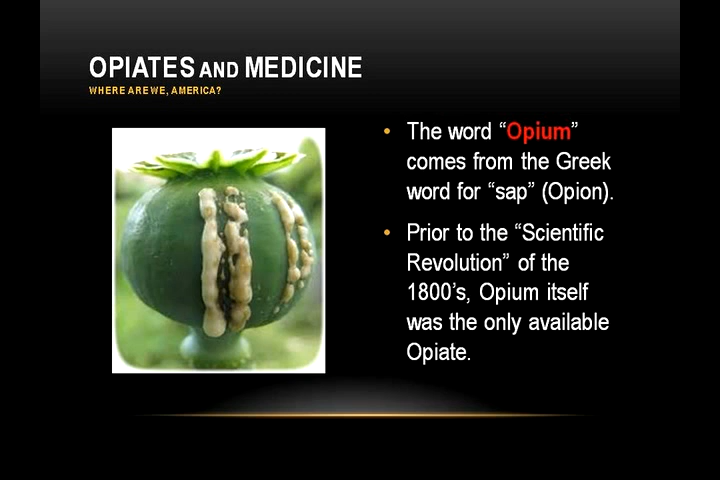 OPIATES AND MEDICINE
WHERE ARE WE, AMERICA?
• The word “Opium”
comes from the Greek
word for “sap” (Opion).
• Prior to the “Scientific
Revolution” of the
1800’s, Opium itself
was the only available
Opiate.